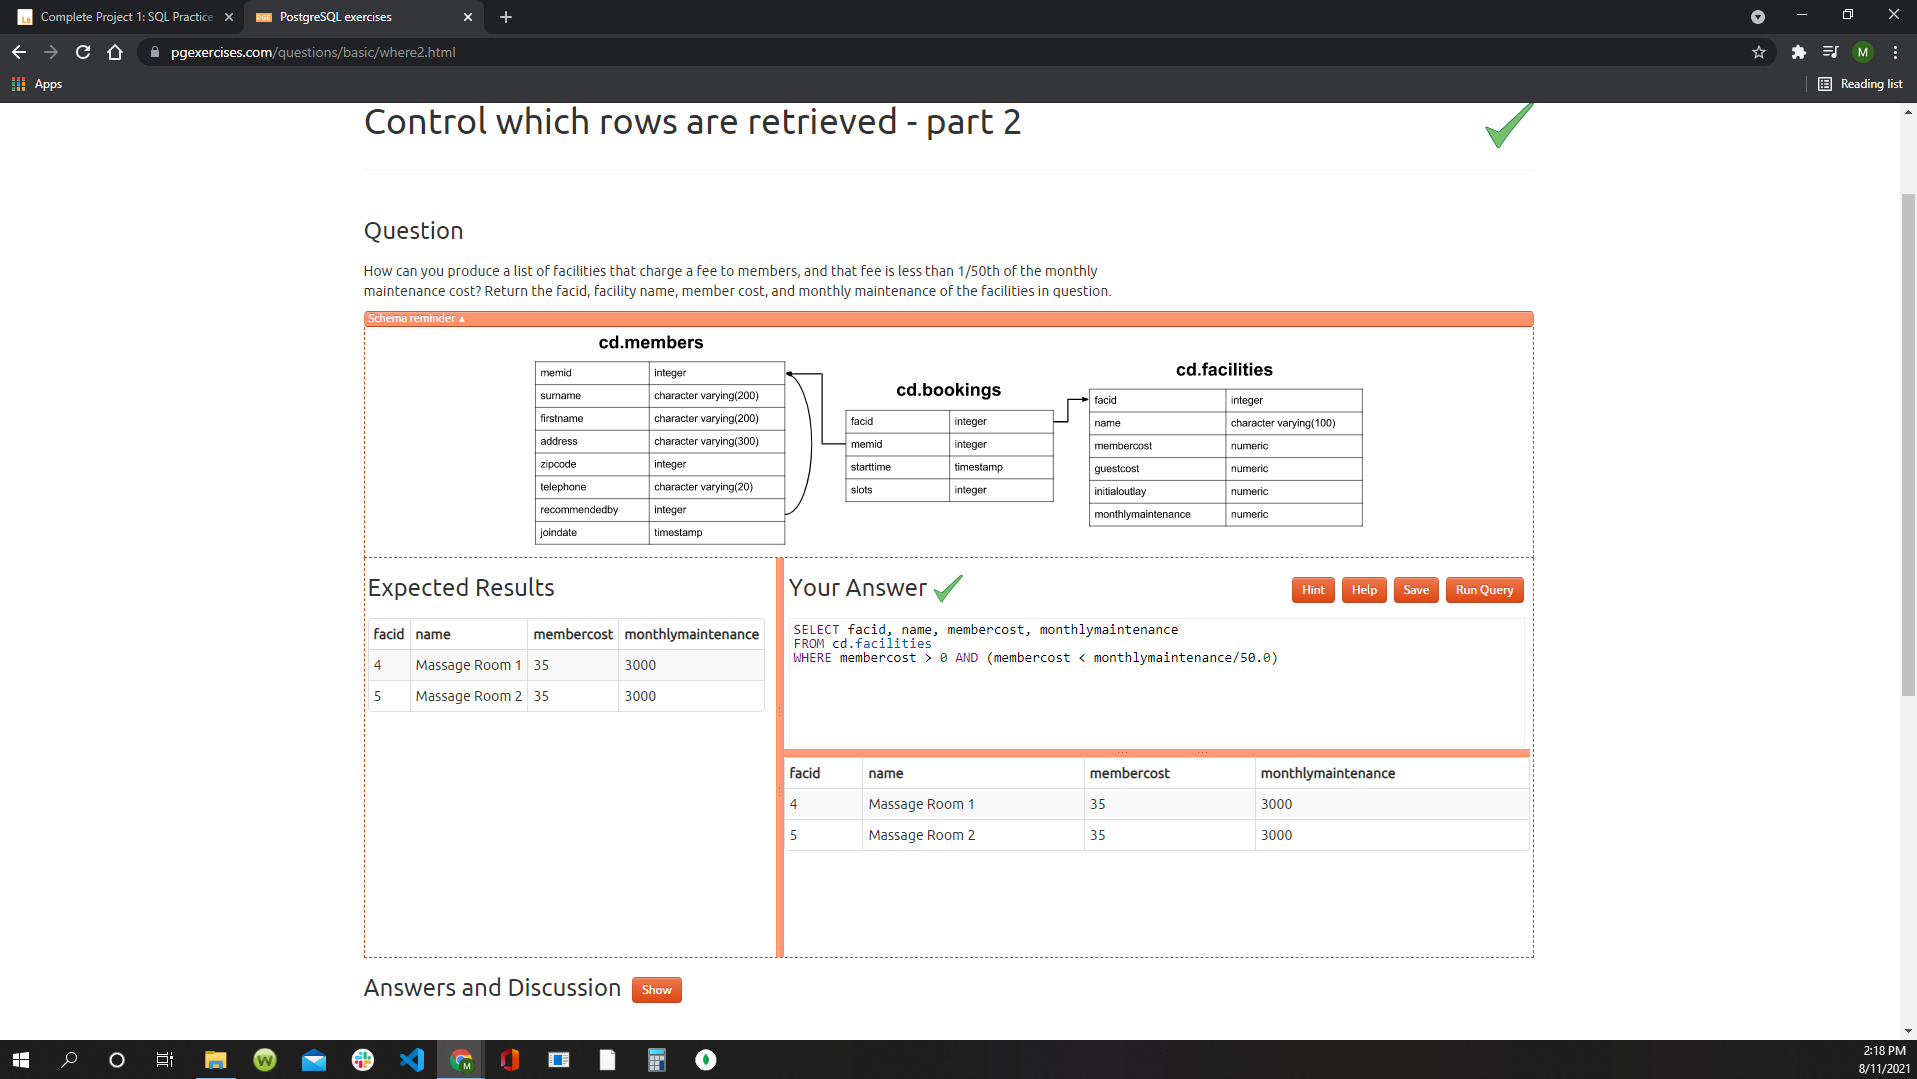 Complete Project 1: SQL Practice
PostgreSQL exercises
pgexercises.com/questions/basic/where2.html
M
Apps
Reading list
Control which rows are retrieved - part 2
Question
How can you produce a list of facilities that charge a fee to members, and that fee is less than 1/50th of the monthly
maintenance cost? Return the facid, facility name, member cost, and monthly maintenance of the facilities in question.
Schema reminder ▴
cd.members
memid integer
surname character varying(200)
firstname character varying(200)
address character varying(300)
zipcode integer
telephone character varying(20)
recommendedby integer
joindate timestamp
cd.bookings
facid integer
memid integer
starttime timestamp
slots integer
cd.facilities
facid integer
name character varying(100)
membercost numeric
guestcost numeric
initialoutlay numeric
monthlymaintenance numeric
Expected Results
facid name membercost monthlymaintenance
4 Massage Room 1 35 3000
5 Massage Room 2 35 3000
Your Answer
Hint Help Save Run Query
SELECT facid, name, membercost, monthlymaintenance
FROM cd.facilities
WHERE membercost > 0 AND (membercost < monthlymaintenance/50.0)
facid name membercost monthlymaintenance
4 Massage Room 1 35 3000
5 Massage Room 2 35 3000
Answers and Discussion Show
2:18 PM
8/11/2021